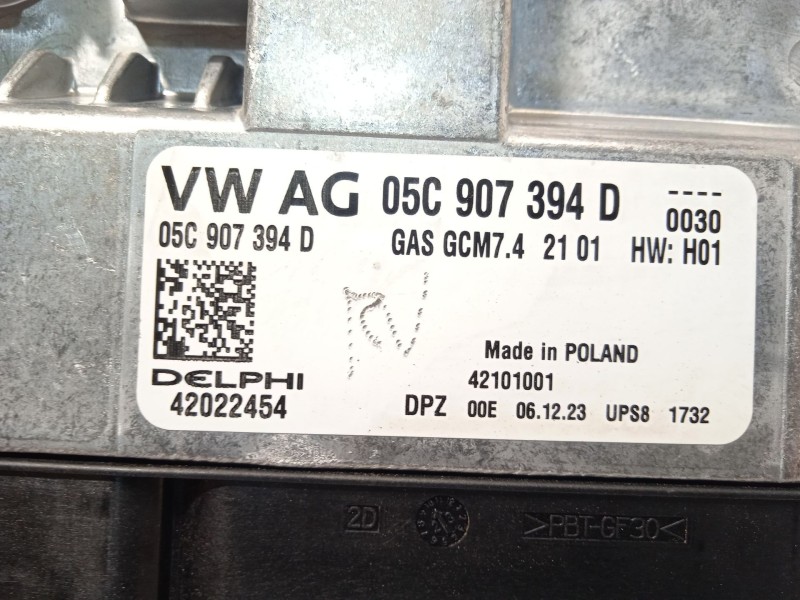 VW AG 05C 907 394 D ----
0030
05C 907 394 D GAS GCM7.4 21 01 HW: H01
RV
Made in POLAND
DELPHI 42101001
42022454 DPZ 00E 06.12.23 UPS8 1732
2D >PBT-GF30<